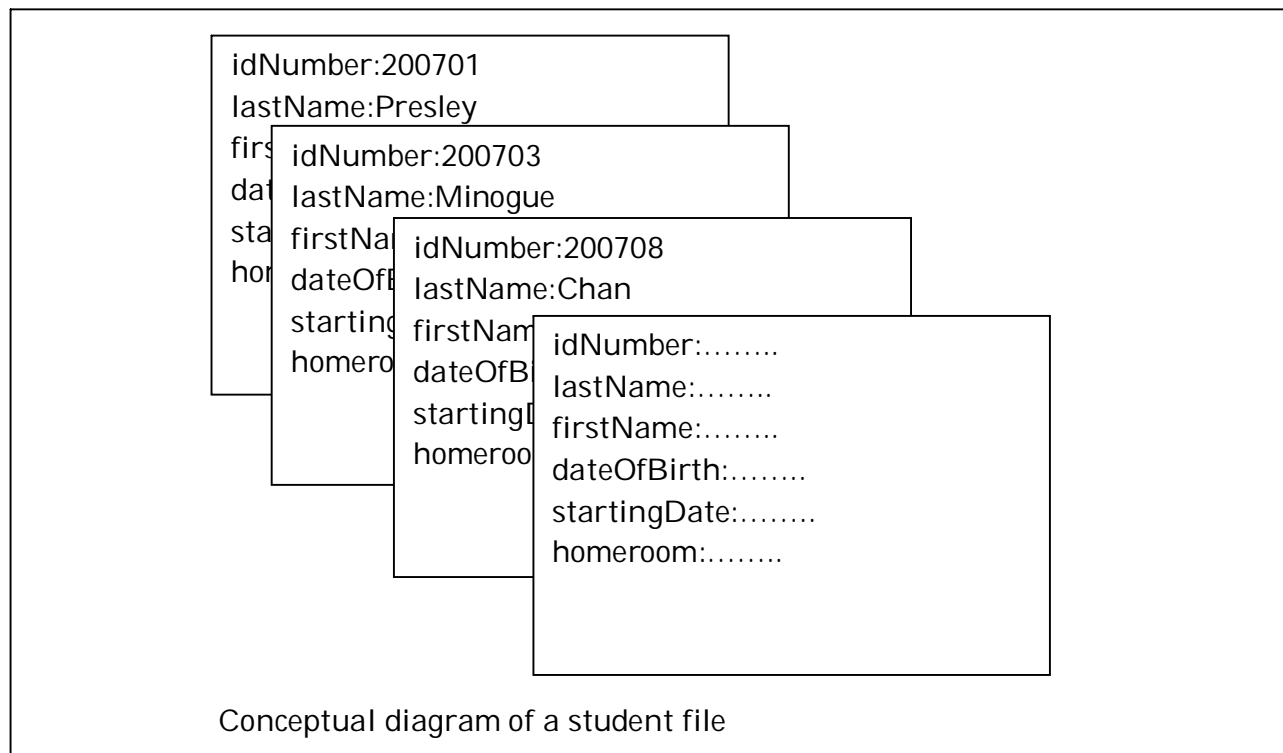 idNumber:200701
lastName:Presley
idNumber:200703
lastName:Minogue
idNumber:200708
lastName:Chan
idNumber:........
lastName:........
firstName:........
dateOfBirth:........
startingDate:........
homeroom:........
Conceptual diagram of a student file